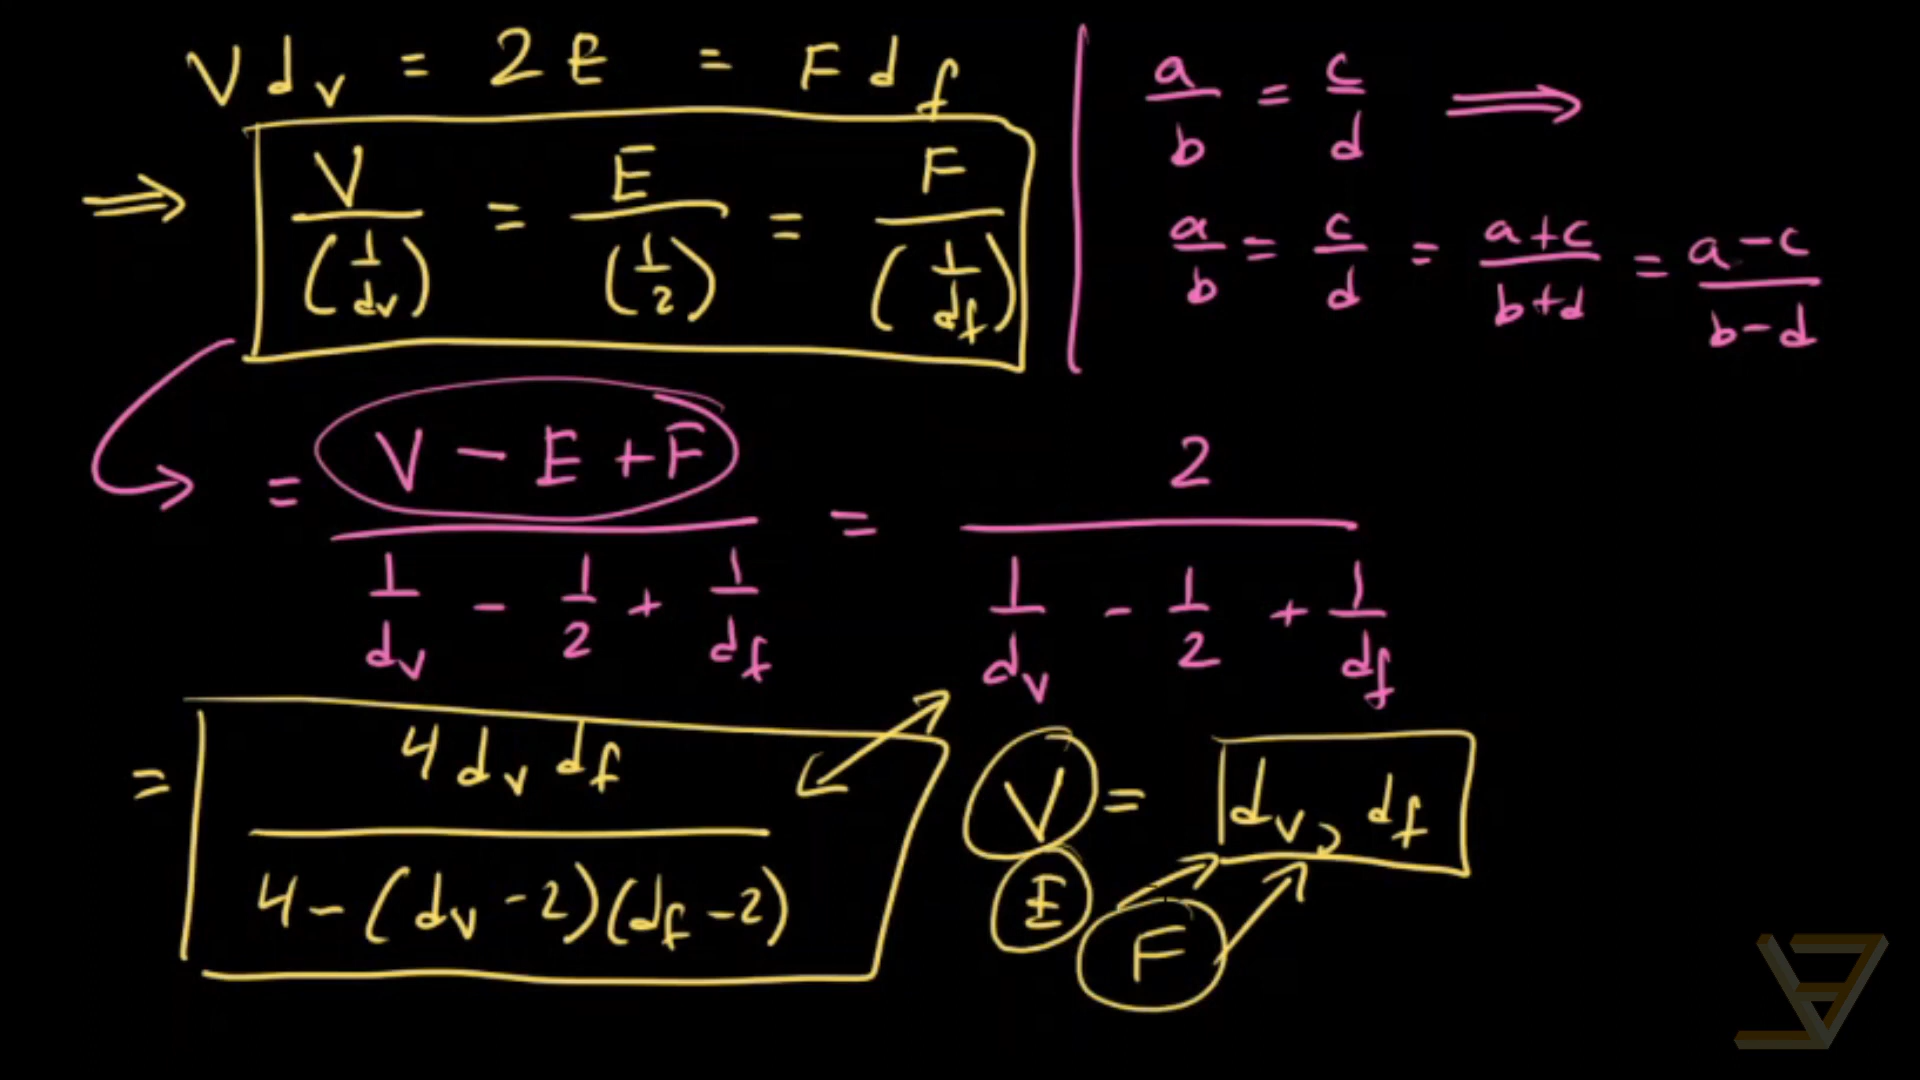 V d_v = 2E = F d_f
⟹ V/(1/d_v) = E/(1/2) = F/(1/d_f)
a/b = c/d ⟹
a/b = c/d = (a+c)/(b+d) = (a-c)/(b-d)
= (V - E + F)/(1/d_v - 1/2 + 1/d_f) = 2/(1/d_v - 1/2 + 1/d_f)
= 4 d_v d_f/(4 - (d_v - 2)(d_f - 2))
V = d_v, d_f
E
F